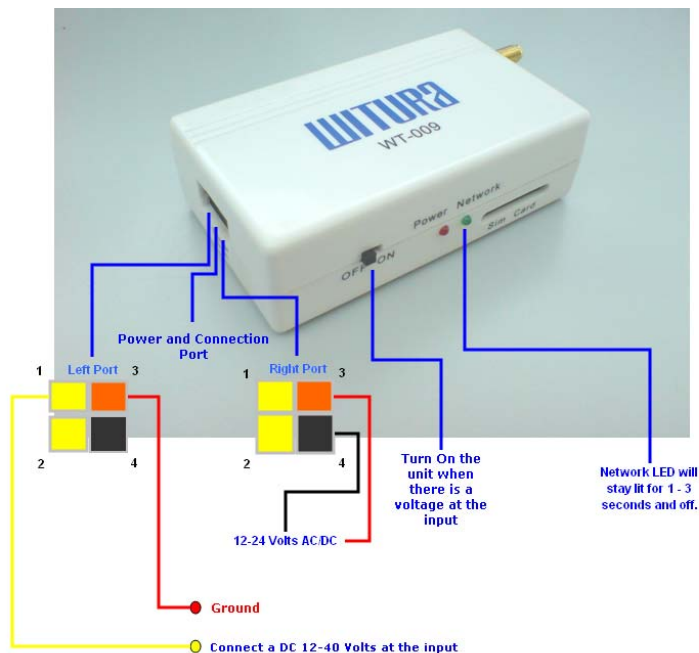 WITURA
WT-009
Power Network
Sim Card
OFF ON
Power and Connection
Port
1 Left Port 3
2 4
1 Right Port 3
2 4
12-24 Volts AC/DC
Turn On the
unit when
there is a
voltage at the
input
Network LED will
stay lit for 1 - 3
seconds and off.
Ground
Connect a DC 12-40 Volts at the input